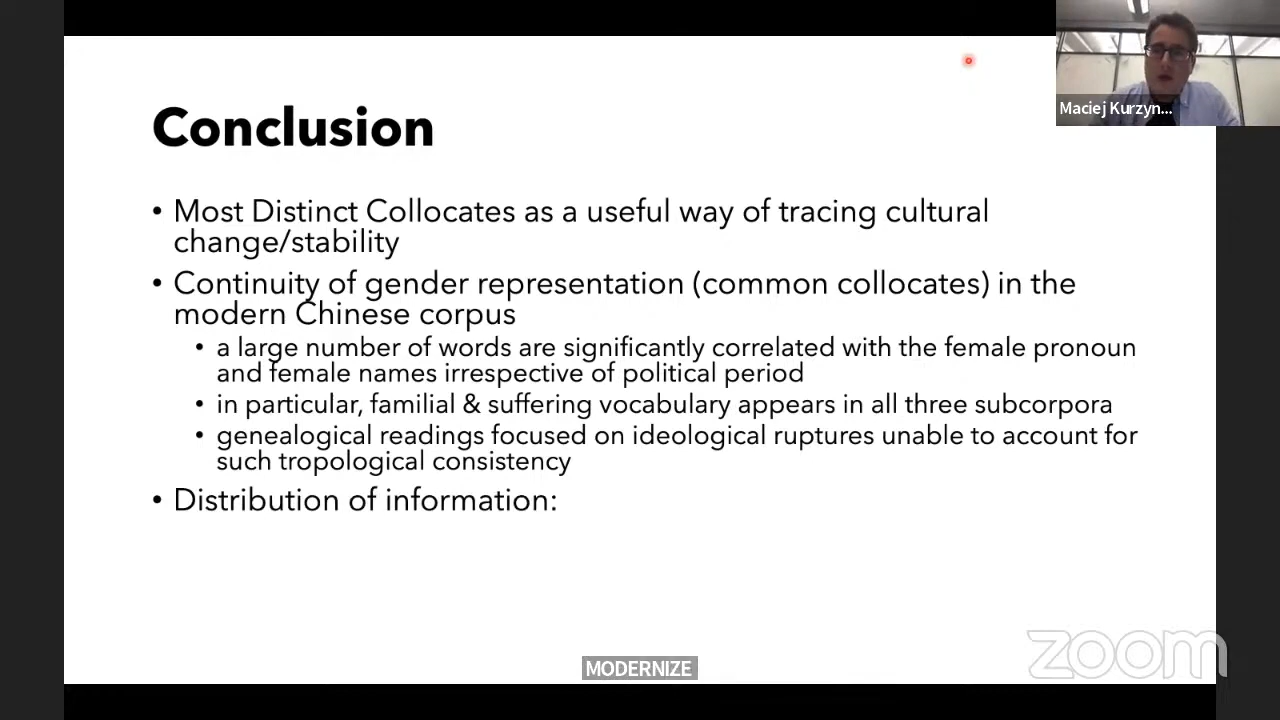 Maciej Kurzyn...
Conclusion
• Most Distinct Collocates as a useful way of tracing cultural
change/stability
• Continuity of gender representation (common collocates) in the
modern Chinese corpus
• a large number of words are significantly correlated with the female pronoun
and female names irrespective of political period
• in particular, familial & suffering vocabulary appears in all three subcorpora
• genealogical readings focused on ideological ruptures unable to account for
such tropological consistency
• Distribution of information:
MODERNIZE
zoom